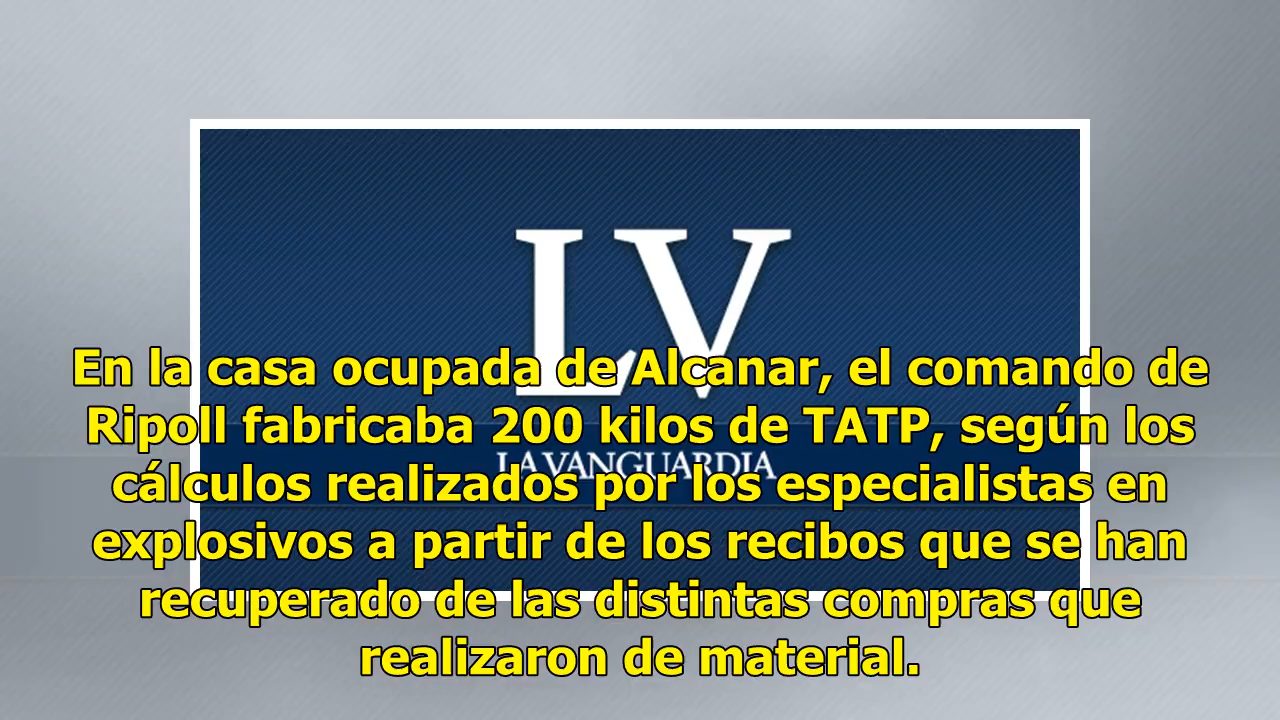 LV
LA VANGUARDIA
En la casa ocupada de Alcanar, el comando de
Ripoll fabricaba 200 kilos de TATP, según los
cálculos realizados por los especialistas en
explosivos a partir de los recibos que se han
recuperado de las distintas compras que
realizaron de material.